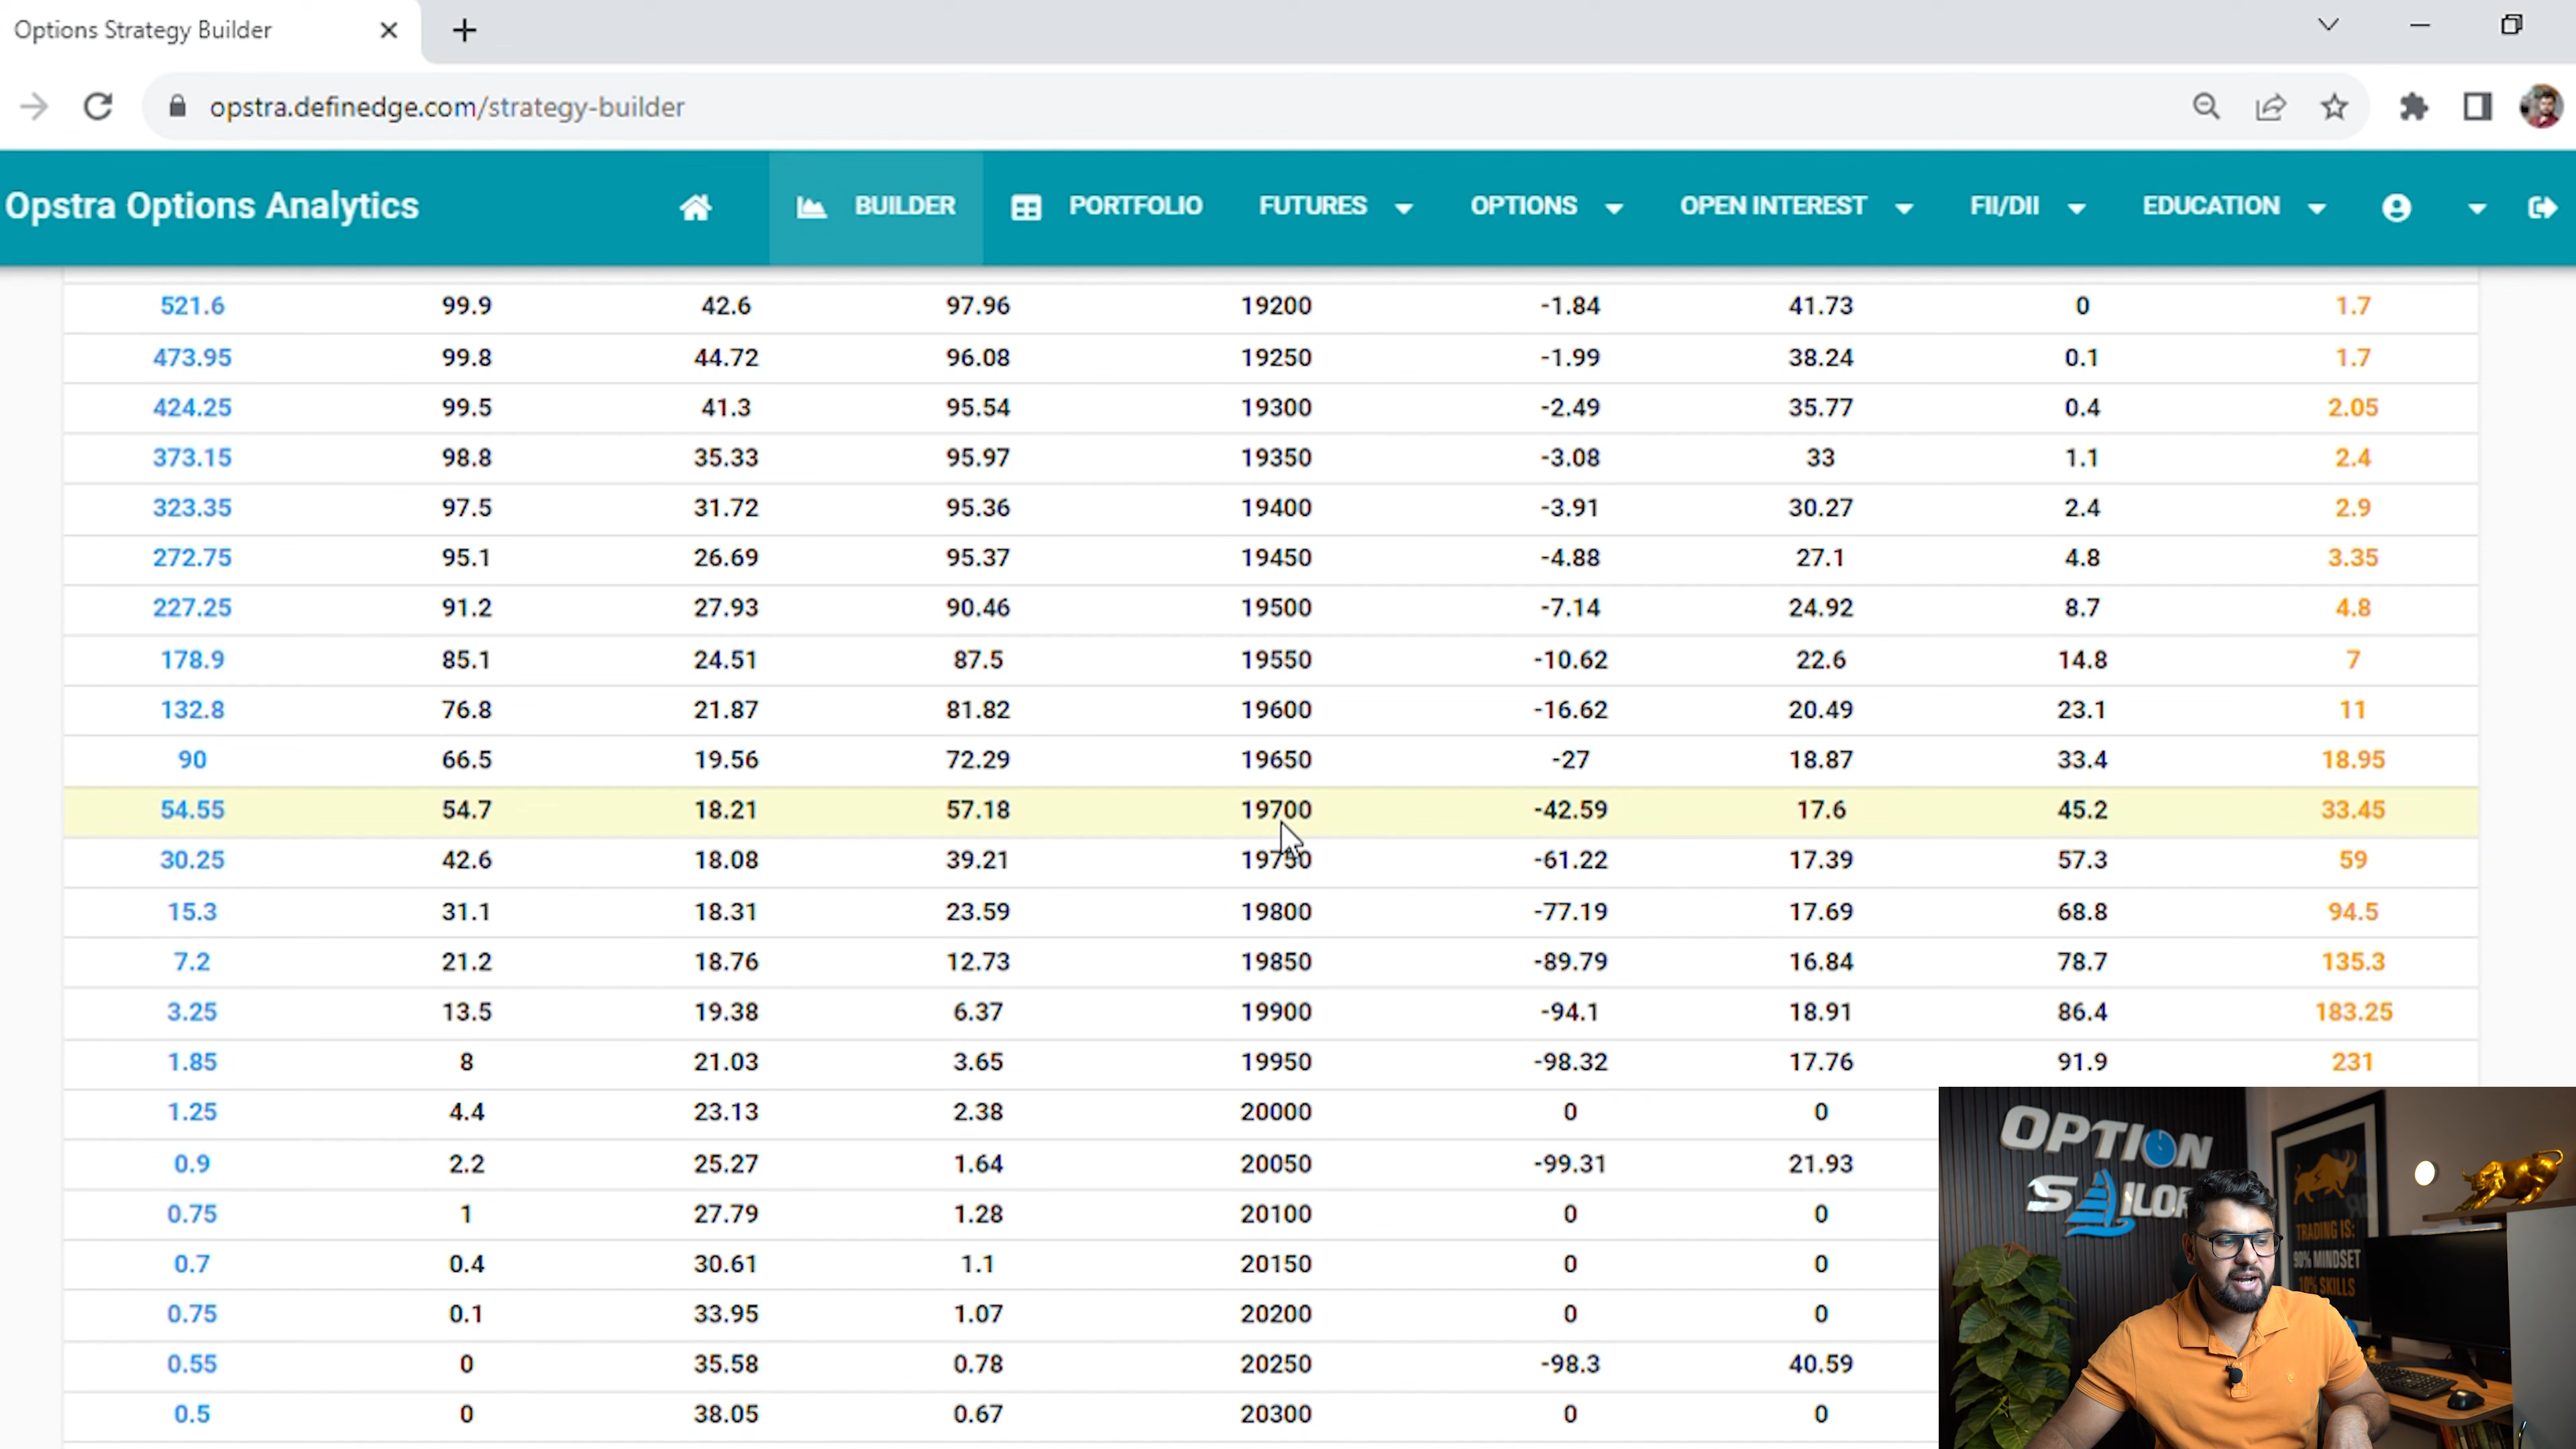 Options Strategy Builder
opstra.definedge.com/strategy-builder
Opstra Options Analytics BUILDER PORTFOLIO FUTURES OPTIONS OPEN INTEREST FII/DII EDUCATION
521.6 99.9 42.6 97.96 19200 -1.84 41.73 0 1.7
473.95 99.8 44.72 96.08 19250 -1.99 38.24 0.1 1.7
424.25 99.5 41.3 95.54 19300 -2.49 35.77 0.4 2.05
373.15 98.8 35.33 95.97 19350 -3.08 33 1.1 2.4
323.35 97.5 31.72 95.36 19400 -3.91 30.27 2.4 2.9
272.75 95.1 26.69 95.37 19450 -4.88 27.1 4.8 3.35
227.25 91.2 27.93 90.46 19500 -7.14 24.92 8.7 4.8
178.9 85.1 24.51 87.5 19550 -10.62 22.6 14.8 7
132.8 76.8 21.87 81.82 19600 -16.62 20.49 23.1 11
90 66.5 19.56 72.29 19650 -27 18.87 33.4 18.95
54.55 54.7 18.21 57.18 19700 -42.59 17.6 45.2 33.45
30.25 42.6 18.08 39.21 19750 -61.22 17.39 57.3 59
15.3 31.1 18.31 23.59 19800 -77.19 17.69 68.8 94.5
7.2 21.2 18.76 12.73 19850 -89.79 16.84 78.7 135.3
3.25 13.5 19.38 6.37 19900 -94.1 18.91 86.4 183.25
1.85 8 21.03 3.65 19950 -98.32 17.76 91.9 231
1.25 4.4 23.13 2.38 20000 0 0
0.9 2.2 25.27 1.64 20050 -99.31 21.93
0.75 1 27.79 1.28 20100 0 0
0.7 0.4 30.61 1.1 20150 0 0
0.75 0.1 33.95 1.07 20200 0 0
0.55 0 35.58 0.78 20250 -98.3 40.59
0.5 0 38.05 0.67 20300 0 0
OPTION
SAILOR
TRADING IS:
90% MINDSET
10% SKILLS